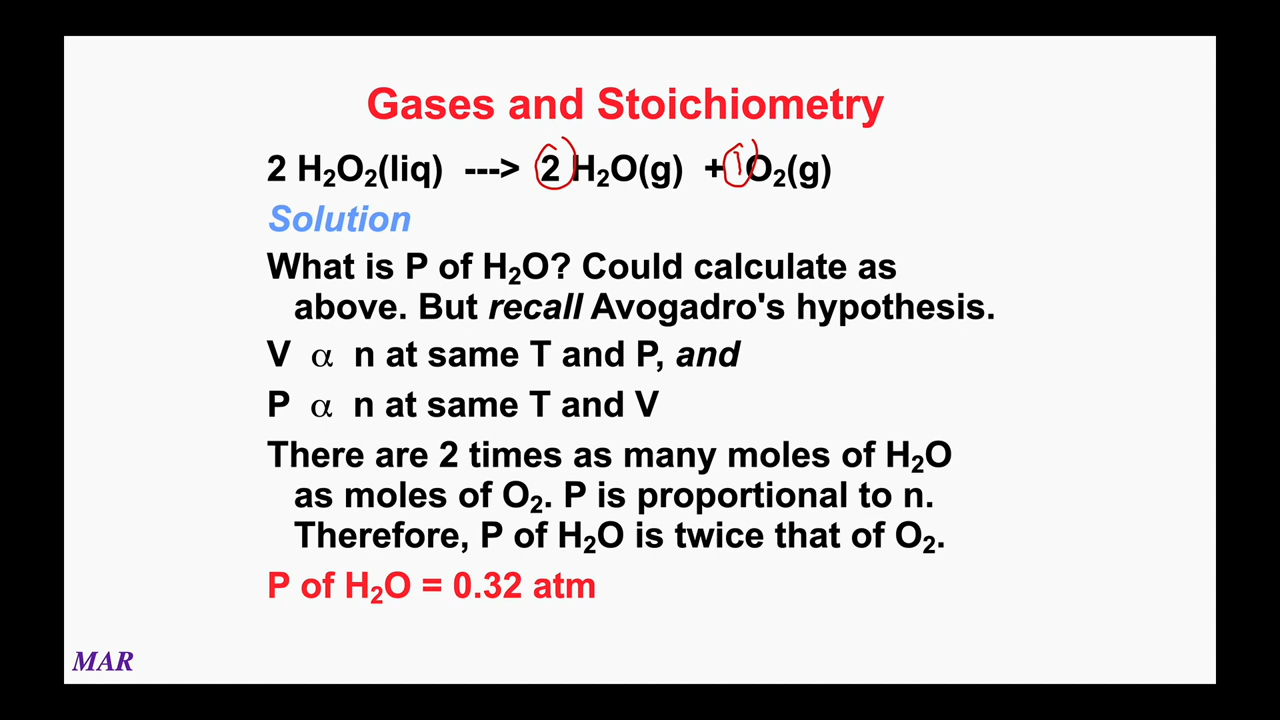 Gases and Stoichiometry
2 H₂O₂(liq) ---> 2 H₂O(g) + 1 O₂(g)
Solution
What is P of H₂O? Could calculate as
above. But recall Avogadro's hypothesis.
V α n at same T and P, and
P α n at same T and V
There are 2 times as many moles of H₂O
as moles of O₂. P is proportional to n.
Therefore, P of H₂O is twice that of O₂.
P of H₂O = 0.32 atm
MAR